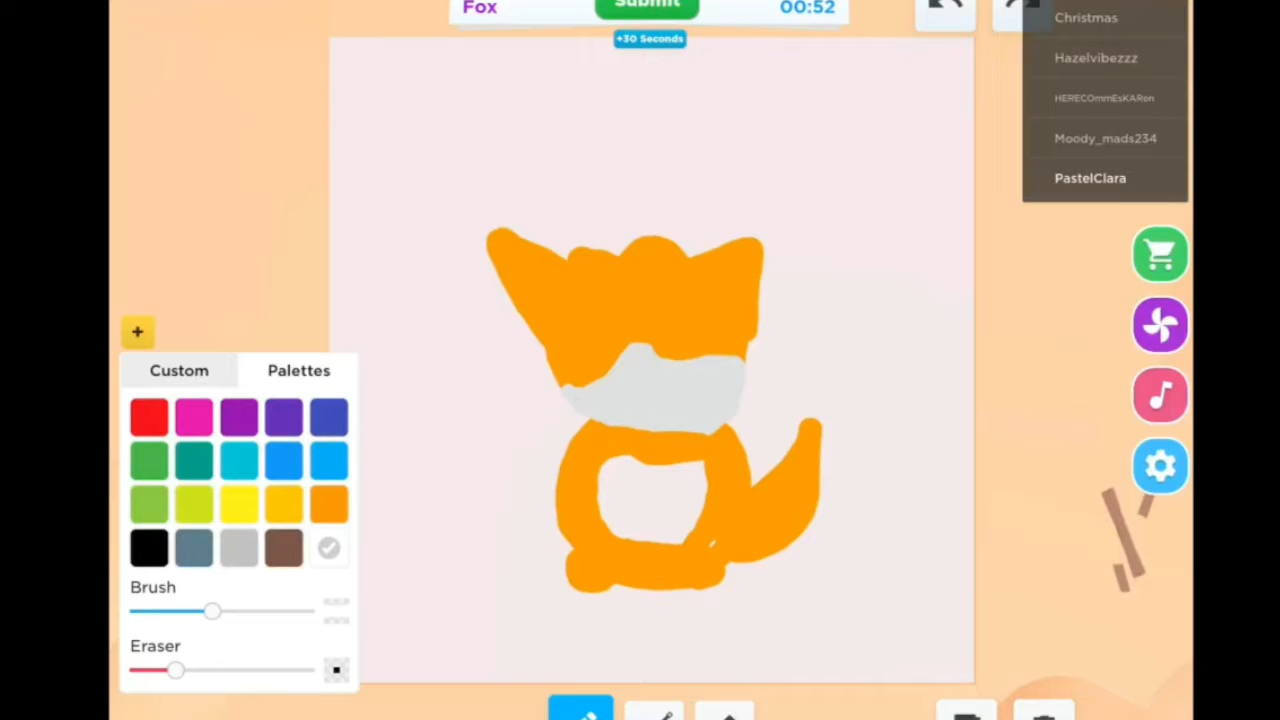 Fox
Submit
00:52
+30 Seconds
Christmas
Hazelvibezzz
HERECOmmEsKARen
Moody_mads234
PastelClara
+
Custom
Palettes
Brush
Eraser